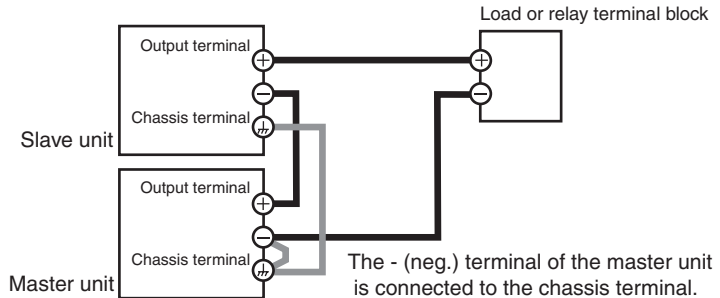 Load or relay terminal block
Output terminal
+
+
−
−
Chassis terminal
Slave unit
Output terminal
+
−
Chassis terminal
Master unit
The - (neg.) terminal of the master unit
is connected to the chassis terminal.